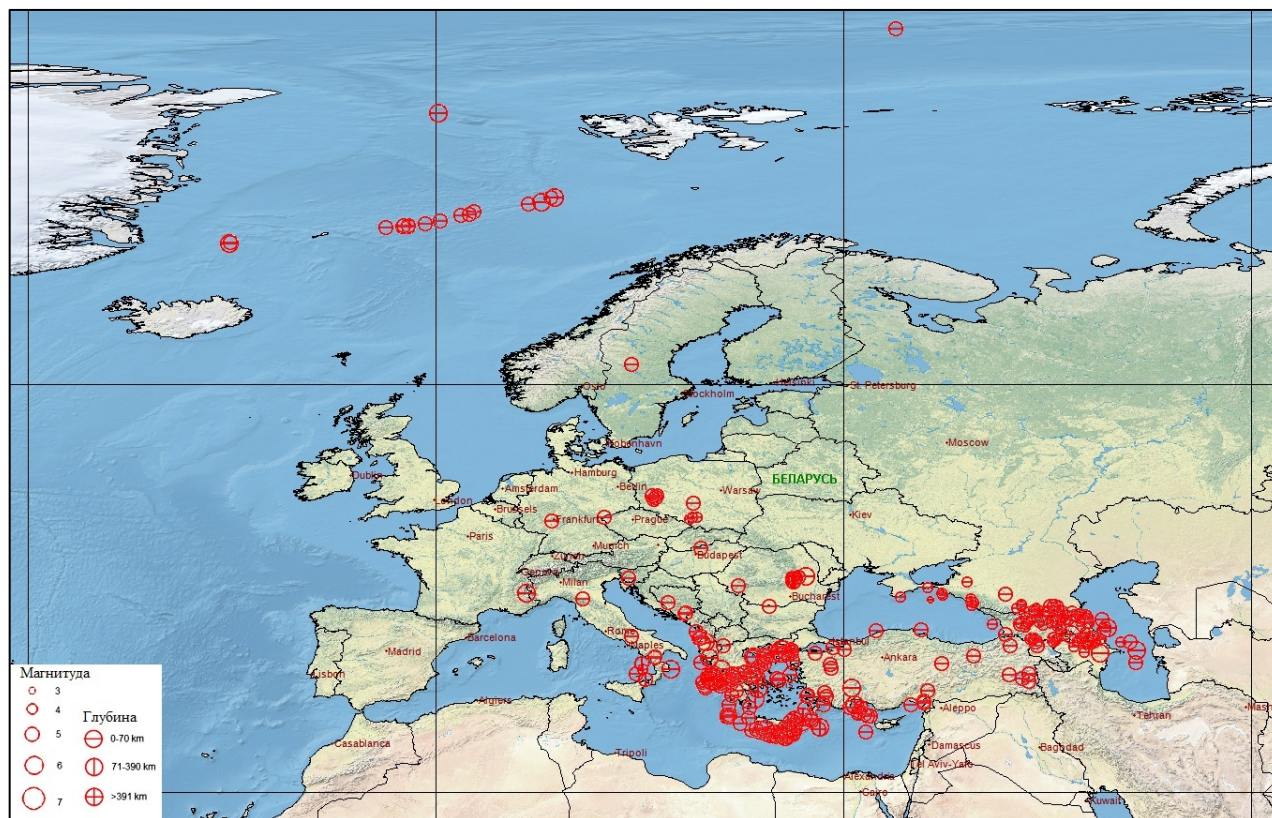 Oslo
Helsinki
St. Petersburg
Stockholm
Kobenhavn
Moscow
Hamburg
БЕЛАРУСЬ
Dublin
Berlin
Amsterdam
Warsaw
London
Brussels
Kiev
Frankfurt
Prague
Paris
Munich
Budapest
Zurich
Geneva
Milan
Bucharest
Rome
Istanbul
Barcelona
Naples
Madrid
Ankara
Магнитуда
Lisbon
3
Algiers
Aleppo
4
Глубина
Tehran
Mas
5
0-70 km
Casablanca
Damascus
Baghdad
Tripoli
6
71-390 km
Tel Aviv-Yafo
Alexandria
7
>391 km
Cairo
Kuwait